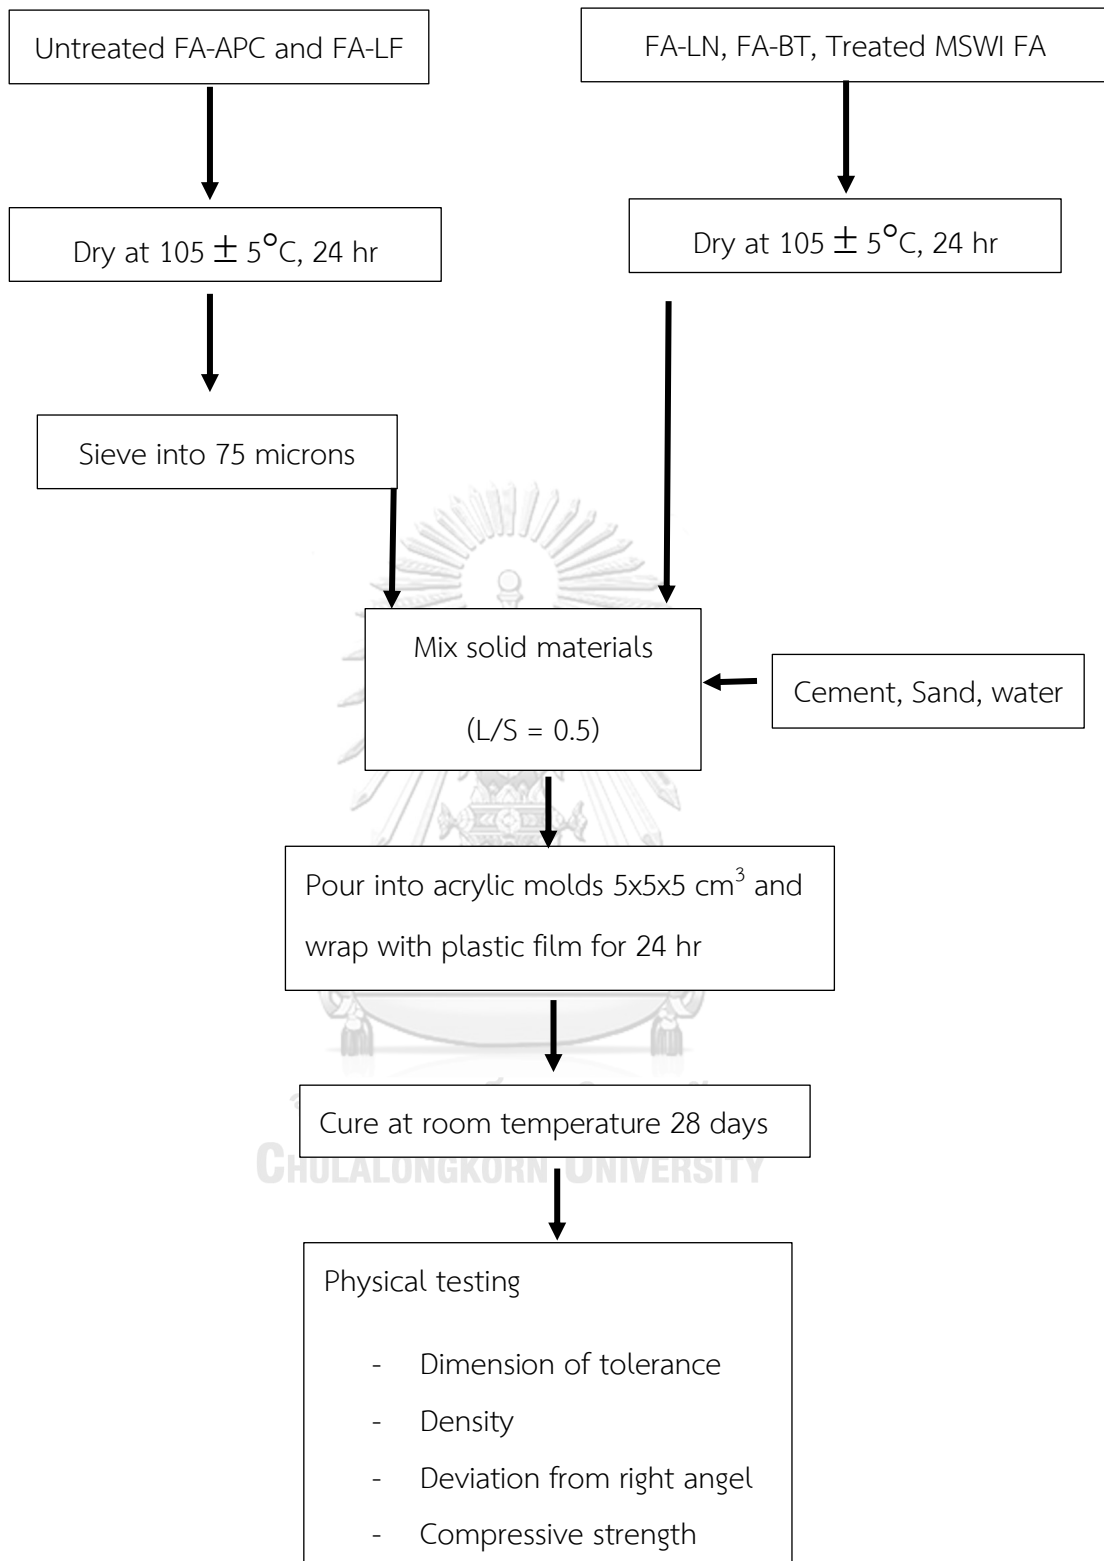 Untreated FA-APC and FA-LF
FA-LN, FA-BT, Treated MSWI FA
Dry at 105 ± 5°C, 24 hr
Dry at 105 ± 5°C, 24 hr
Sieve into 75 microns
Mix solid materials
(L/S = 0.5)
Cement, Sand, water
Pour into acrylic molds 5x5x5 cm³ and
wrap with plastic film for 24 hr
Cure at room temperature 28 days
CHULALONGKORN UNIVERSITY
Physical testing
- Dimension of tolerance
- Density
- Deviation from right angel
- Compressive strength